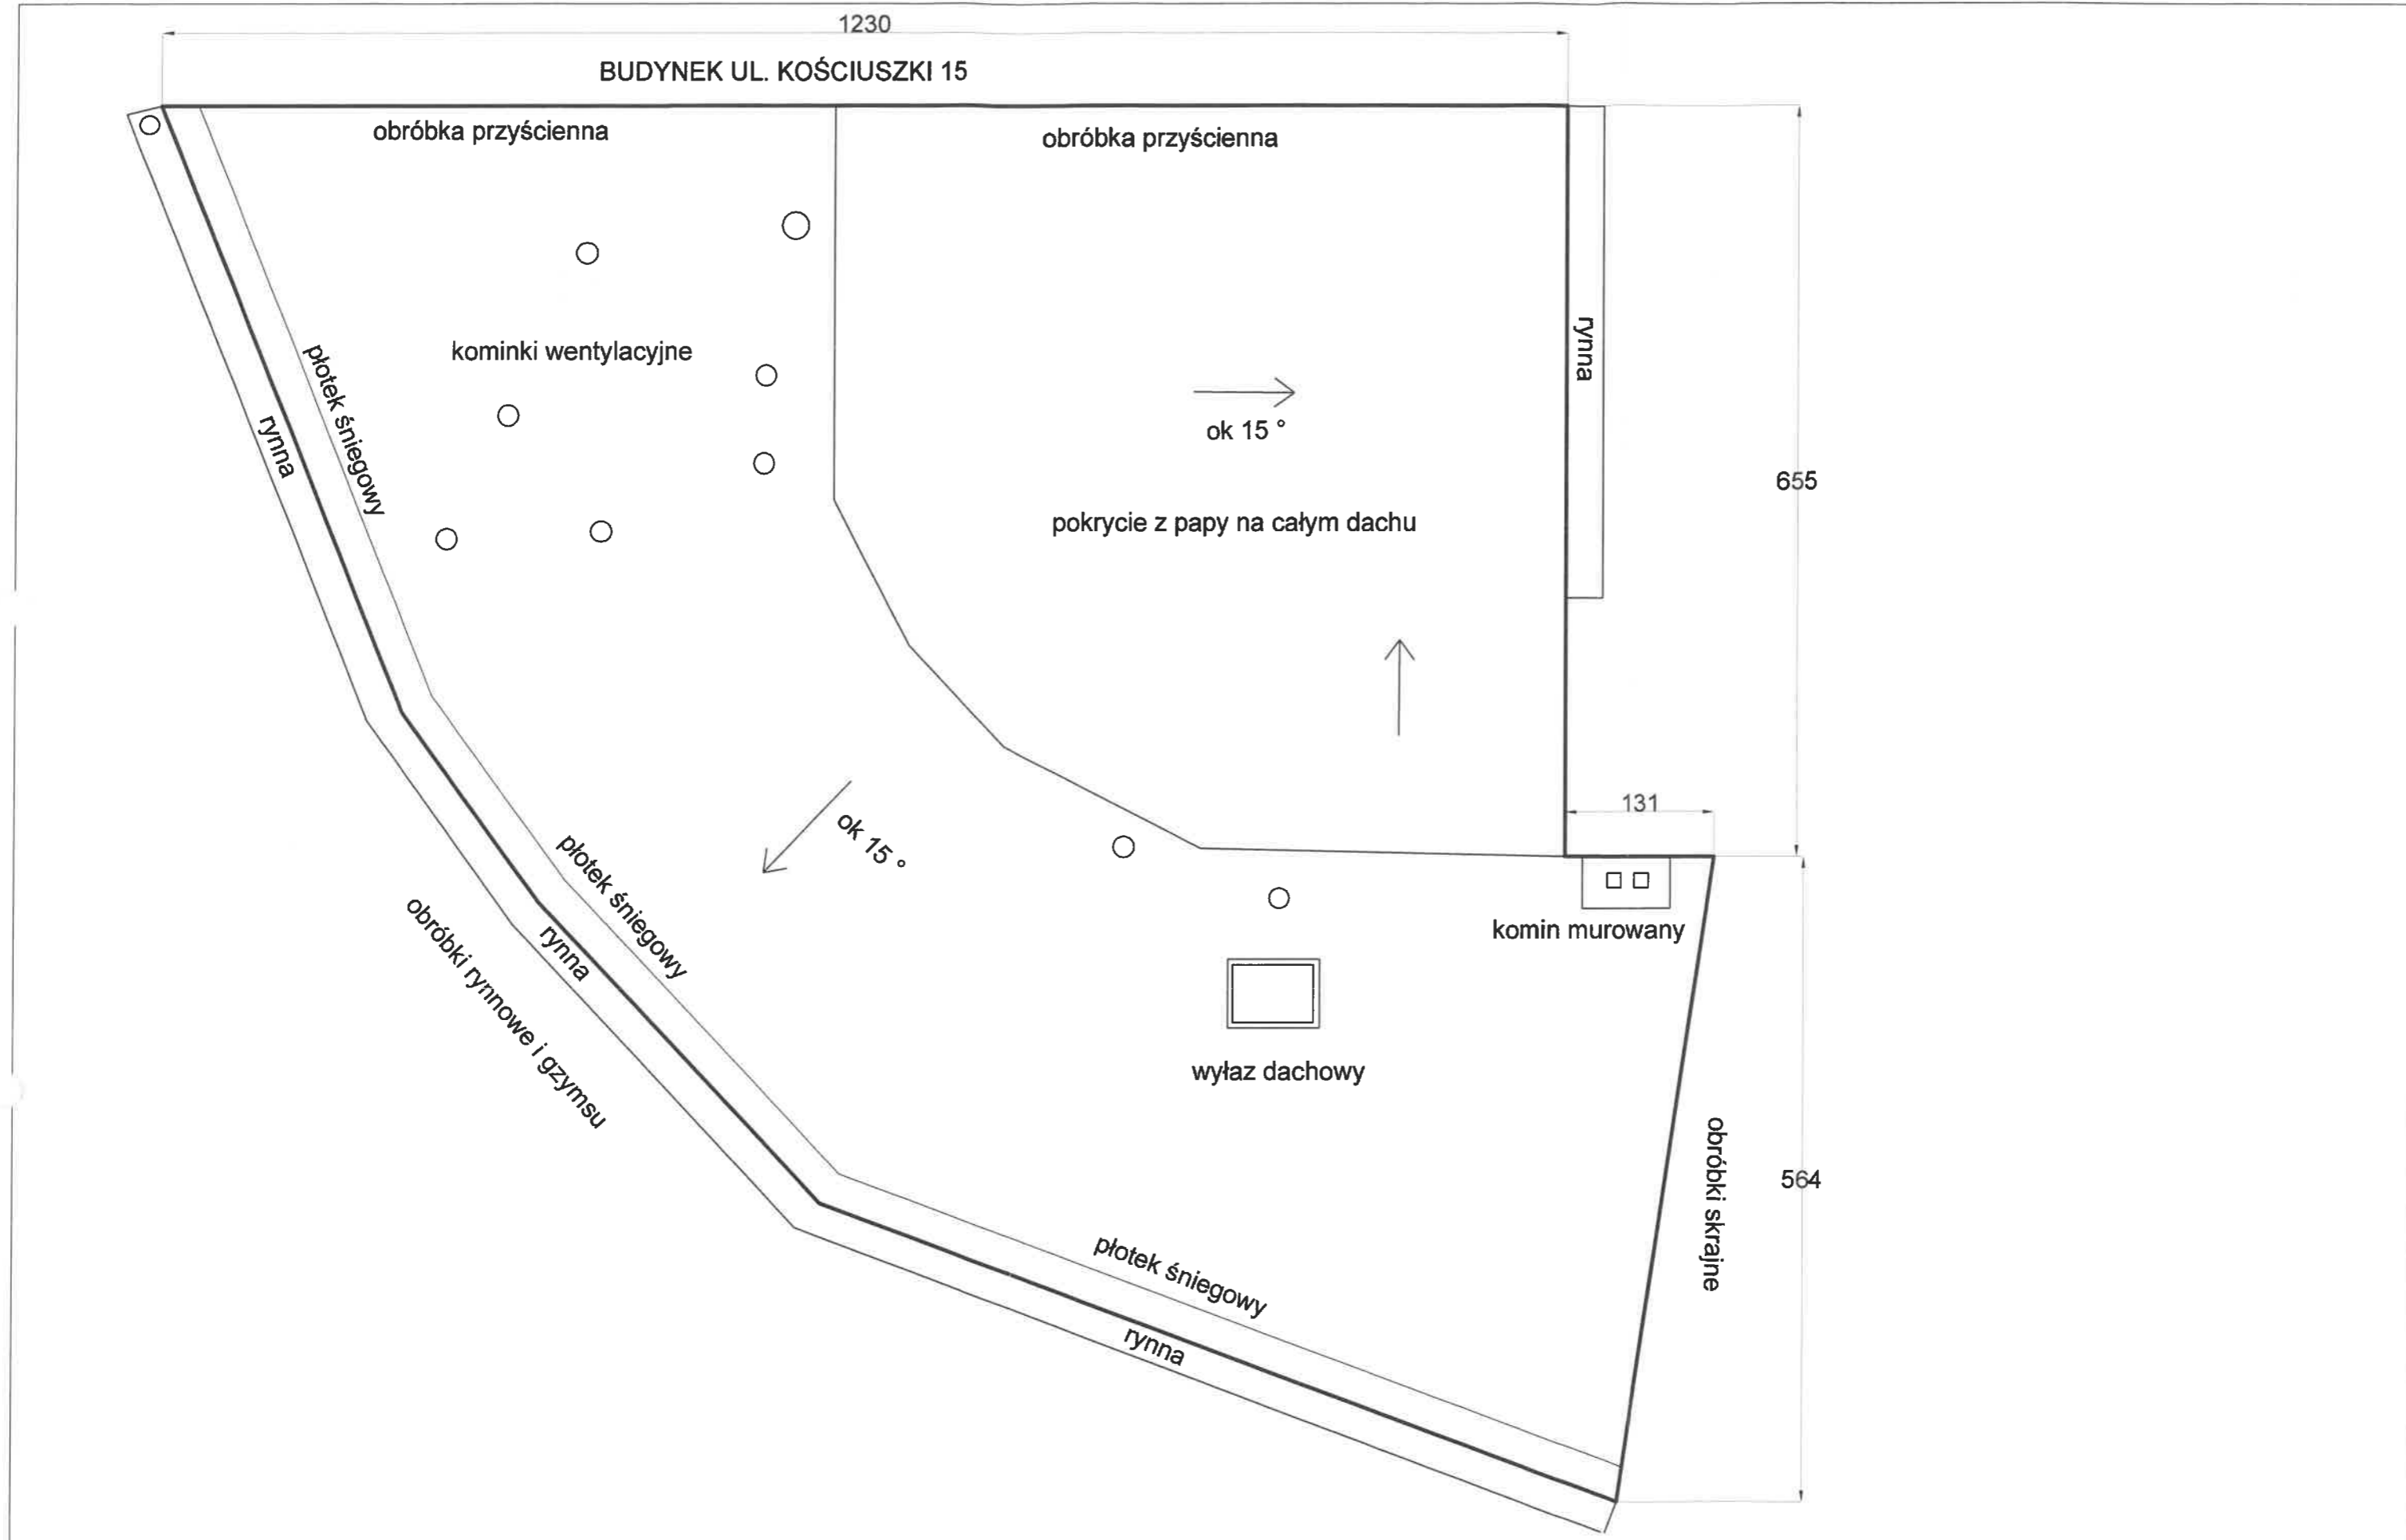 1230
BUDYNEK UL. KOŚCIUSZKI 15
obróbka przyścienna
obróbka przyścienna
rynna
płotek śniegowy
kominki wentylacyjne
rynna
ok 15 °
655
pokrycie z papy na całym dachu
131
ok 15 °
płotek śniegowy
komin murowany
obróbki rynnowe i gzymsu
rynna
wyłaz dachowy
obróbki skrajne
564
płotek śniegowy
rynna